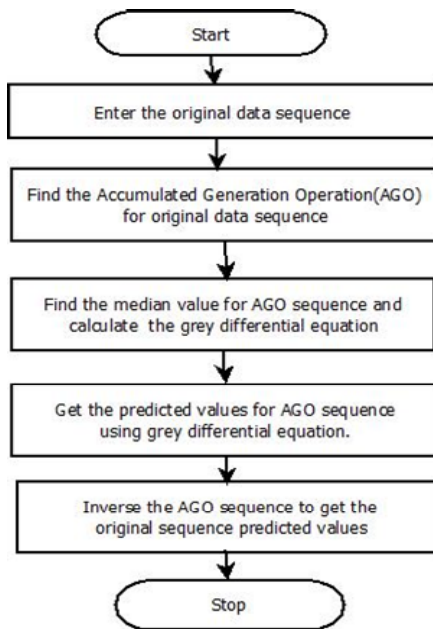 Start
Enter the original data sequence
Find the Accumulated Generation Operation(AGO)
for original data sequence
Find the median value for AGO sequence and
calculate the grey differential equation
Get the predicted values for AGO sequence
using grey differential equation.
Inverse the AGO sequence to get the
original sequence predicted values
Stop